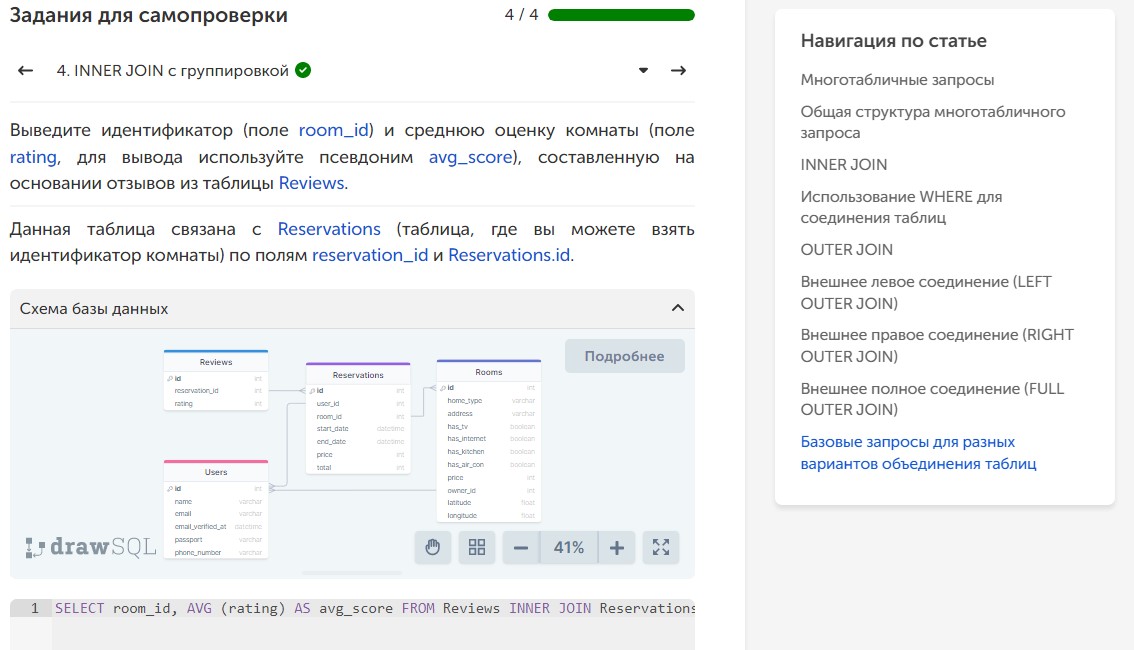 Задания для самопроверки
4 / 4
4. INNER JOIN с группировкой
Выведите идентификатор (поле room_id) и среднюю оценку комнаты (поле
rating, для вывода используйте псевдоним avg_score), составленную на
основании отзывов из таблицы Reviews.
Данная таблица связана с Reservations (таблица, где вы можете взять
идентификатор комнаты) по полям reservation_id и Reservations.id.
Схема базы данных
Подробнее
Reviews
id int
reservation_id int
rating int
Reservations
id int
user_id int
room_id int
start_date datetime
end_date datetime
price int
total int
Rooms
id int
home_type varchar
address varchar
has_tv boolean
has_internet boolean
has_kitchen boolean
has_air_con boolean
price int
owner_id int
latitude float
longitude float
Users
id int
name varchar
email varchar
email_verified_at datetime
passport varchar
phone_number varchar
drawSQL
41%
1 SELECT room_id, AVG (rating) AS avg_score FROM Reviews INNER JOIN Reservations
Навигация по статье
Многотабличные запросы
Общая структура многотабличного
запроса
INNER JOIN
Использование WHERE для
соединения таблиц
OUTER JOIN
Внешнее левое соединение (LEFT
OUTER JOIN)
Внешнее правое соединение (RIGHT
OUTER JOIN)
Внешнее полное соединение (FULL
OUTER JOIN)
Базовые запросы для разных
вариантов объединения таблиц